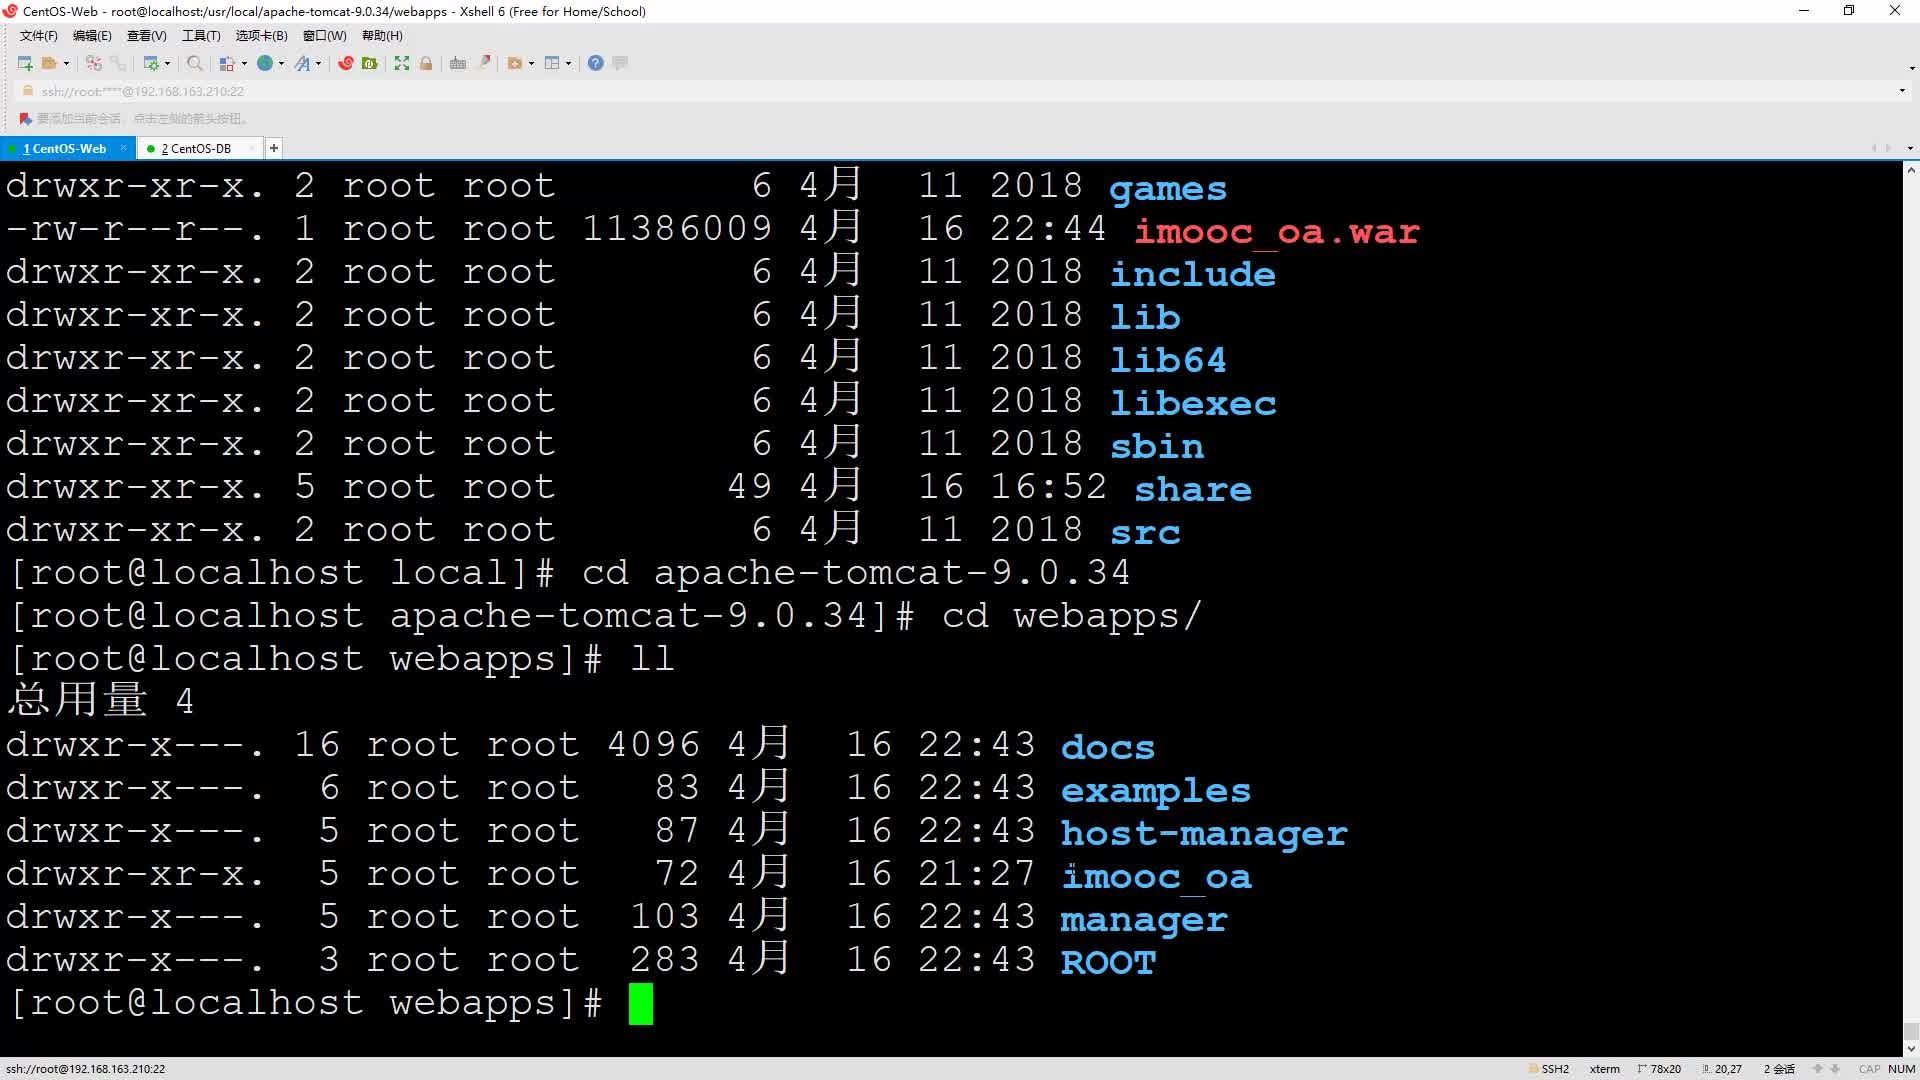 CentOS-Web - root@localhost:/usr/local/apache-tomcat-9.0.34/webapps - Xshell 6 (Free for Home/School)
文件(F) 编辑(E) 查看(V) 工具(T) 选项卡(B) 窗口(W) 帮助(H)
ssh://root:****@192.168.163.210:22
要添加当前会话，点击左侧的箭头按钮。
1 CentOS-Web × 2 CentOS-DB × +
drwxr-xr-x. 2 root root 6 4月 11 2018 games
-rw-r--r--. 1 root root 11386009 4月 16 22:44 imooc_oa.war
drwxr-xr-x. 2 root root 6 4月 11 2018 include
drwxr-xr-x. 2 root root 6 4月 11 2018 lib
drwxr-xr-x. 2 root root 6 4月 11 2018 lib64
drwxr-xr-x. 2 root root 6 4月 11 2018 libexec
drwxr-xr-x. 2 root root 6 4月 11 2018 sbin
drwxr-xr-x. 5 root root 49 4月 16 16:52 share
drwxr-xr-x. 2 root root 6 4月 11 2018 src
[root@localhost local]# cd apache-tomcat-9.0.34
[root@localhost apache-tomcat-9.0.34]# cd webapps/
[root@localhost webapps]# ll
总用量 4
drwxr-x---. 16 root root 4096 4月 16 22:43 docs
drwxr-x---. 6 root root 83 4月 16 22:43 examples
drwxr-x---. 5 root root 87 4月 16 22:43 host-manager
drwxr-xr-x. 5 root root 72 4月 16 21:27 imooc_oa
drwxr-x---. 5 root root 103 4月 16 22:43 manager
drwxr-x---. 3 root root 283 4月 16 22:43 ROOT
[root@localhost webapps]#
ssh://root@192.168.163.210:22 SSH2 xterm 78x20 20,27 2 会话 CAP NUM